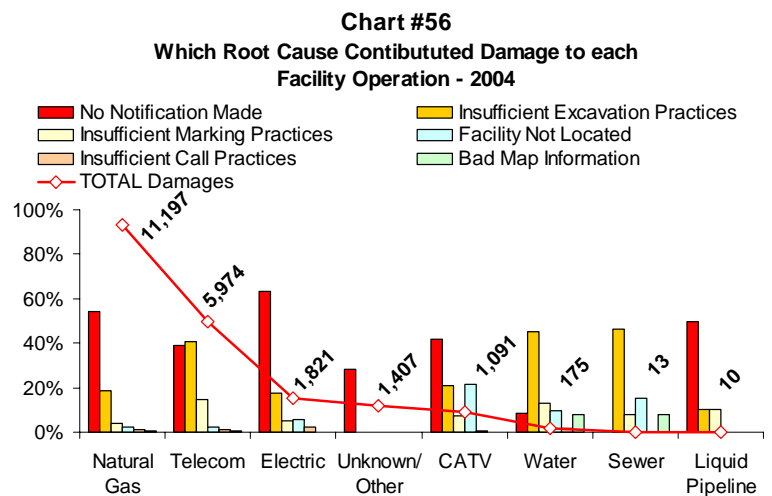 Chart #56
Which Root Cause Contibututed Damage to each
Facility Operation - 2004
No Notification Made
Insufficient Excavation Practices
Insufficient Marking Practices
Facility Not Located
Insufficient Call Practices
Bad Map Information
TOTAL Damages
100%
80%
60%
40%
20%
0%
11,197
5,974
1,821
1,407
1,091
175
13
10
Natural
Gas
Telecom
Electric
Unknown/
Other
CATV
Water
Sewer
Liquid
Pipeline